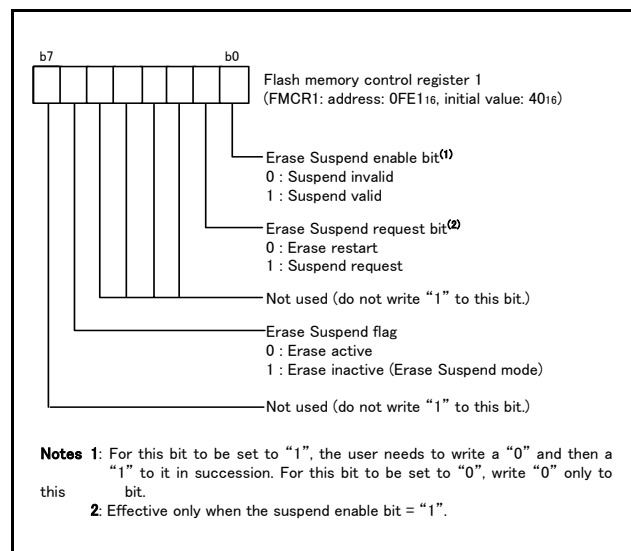 b7 b0
Flash memory control register 1
(FMCR1: address: 0FE116, initial value: 4016)
Erase Suspend enable bit(1)
0 : Suspend invalid
1 : Suspend valid
Erase Suspend request bit(2)
0 : Erase restart
1 : Suspend request
Not used (do not write “1” to this bit.)
Erase Suspend flag
0 : Erase active
1 : Erase inactive (Erase Suspend mode)
Not used (do not write “1” to this bit.)
Notes 1: For this bit to be set to “1”, the user needs to write a “0” and then a
“1” to it in succession. For this bit to be set to “0”, write “0” only to
this bit.
2: Effective only when the suspend enable bit = “1”.